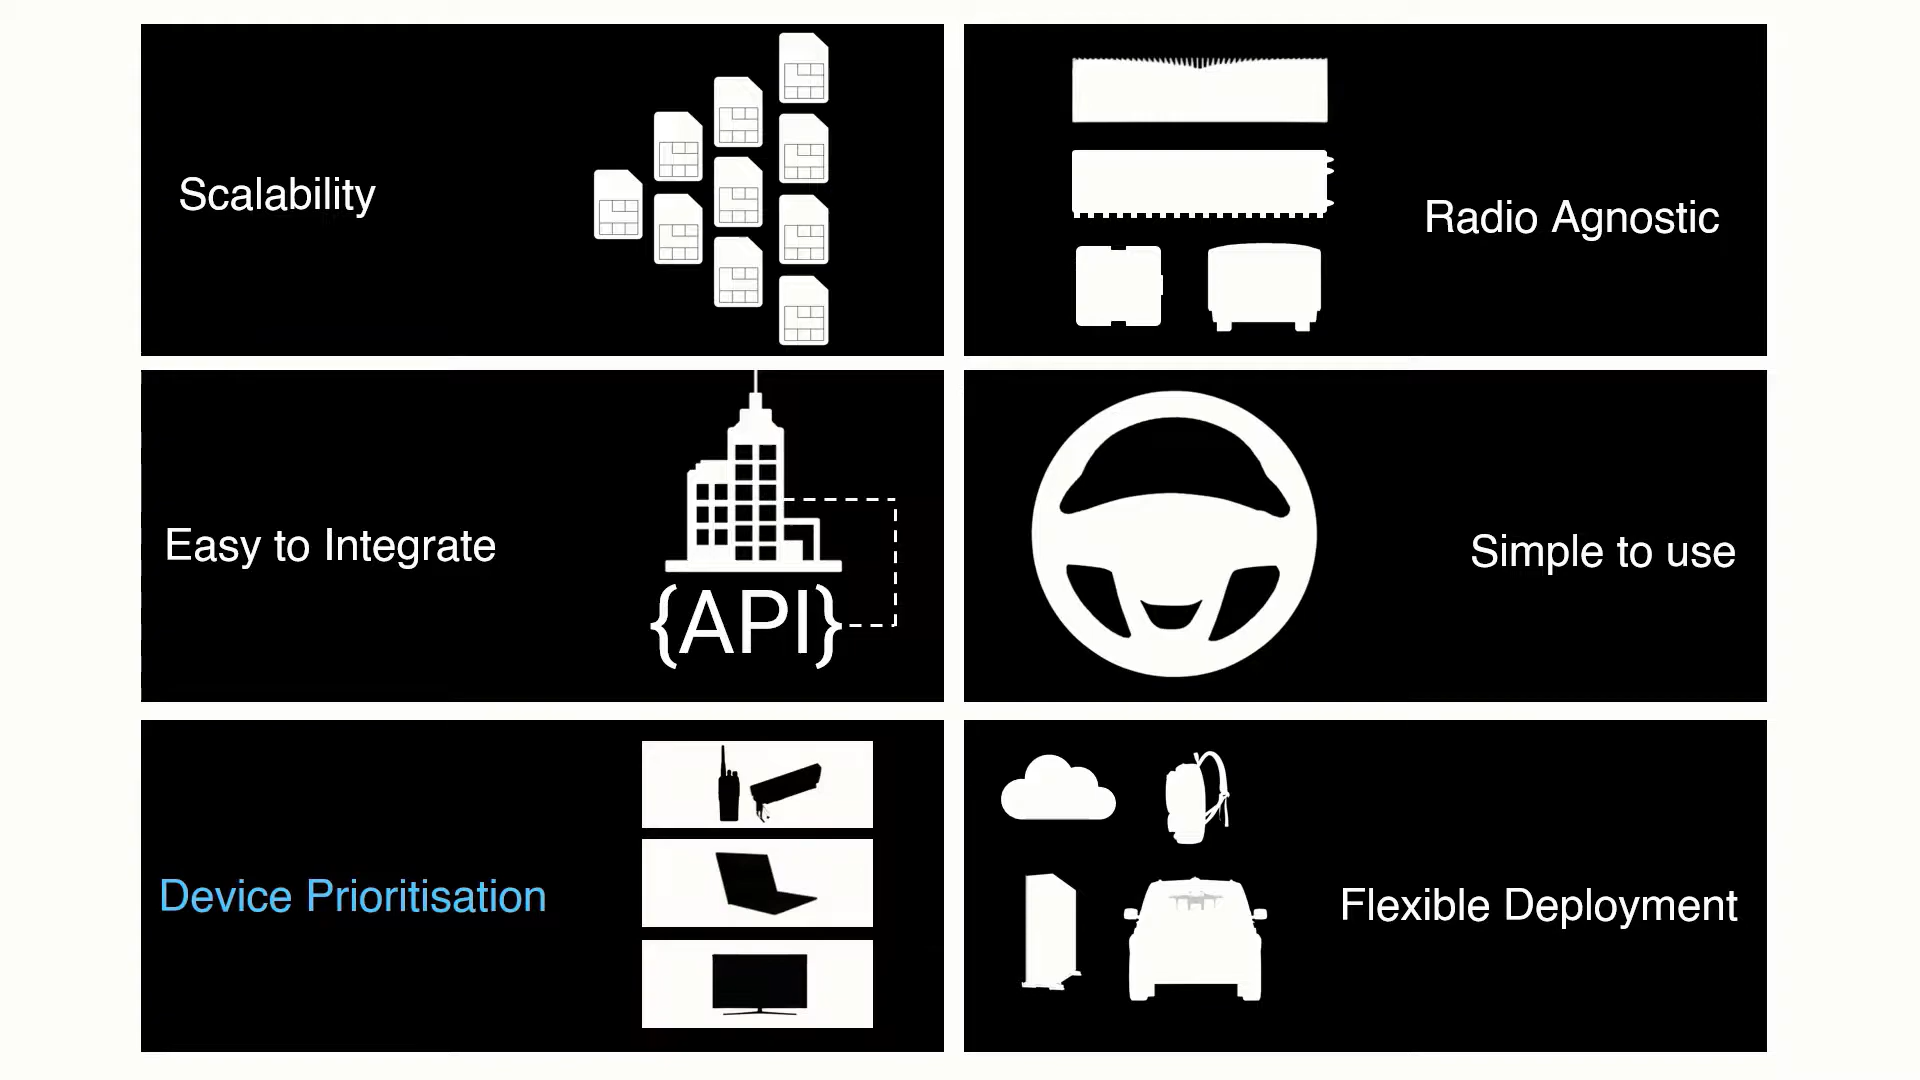 Scalability
Radio Agnostic
Easy to Integrate
{API}
Simple to use
Device Prioritisation
Flexible Deployment